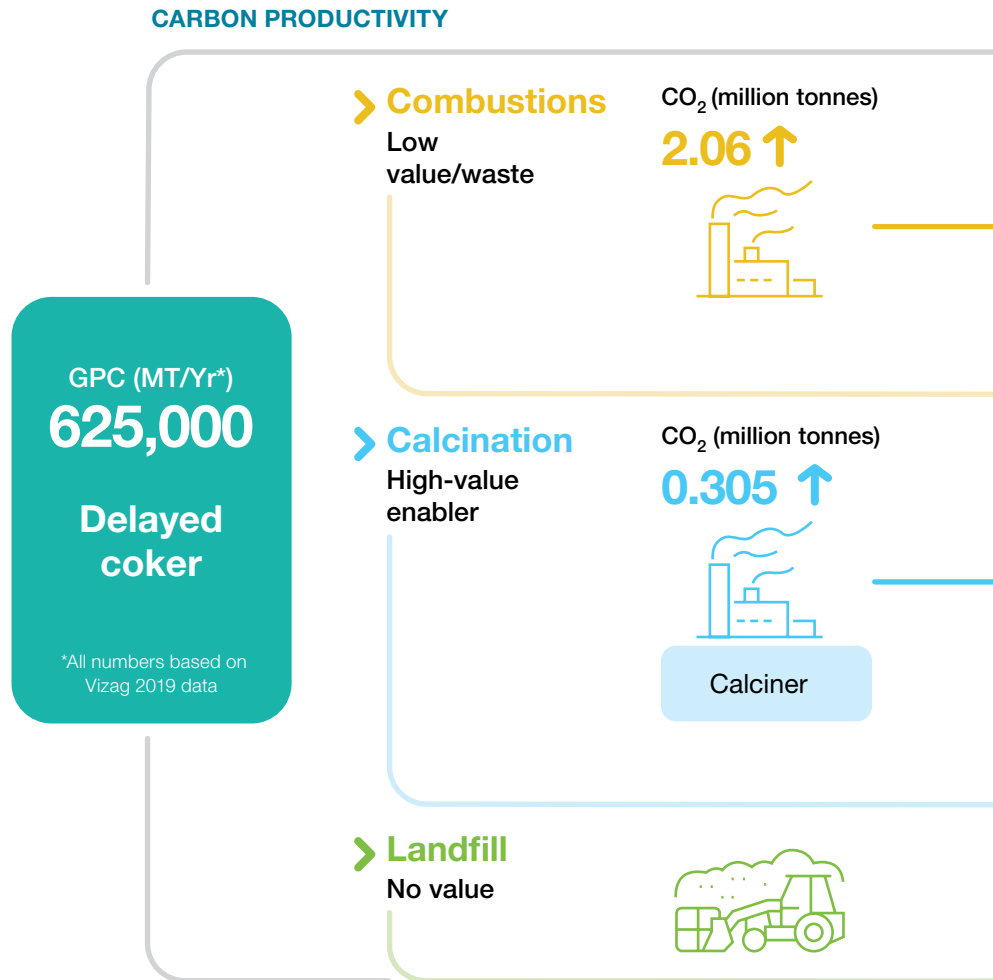 CARBON PRODUCTIVITY
GPC (MT/Yr*)
625,000
Delayed
coker
*All numbers based on
Vizag 2019 data
Combustions
Low
value/waste
CO₂ (million tonnes)
2.06
Calcination
High-value
enabler
CO₂ (million tonnes)
0.305
Calciner
Landfill
No value